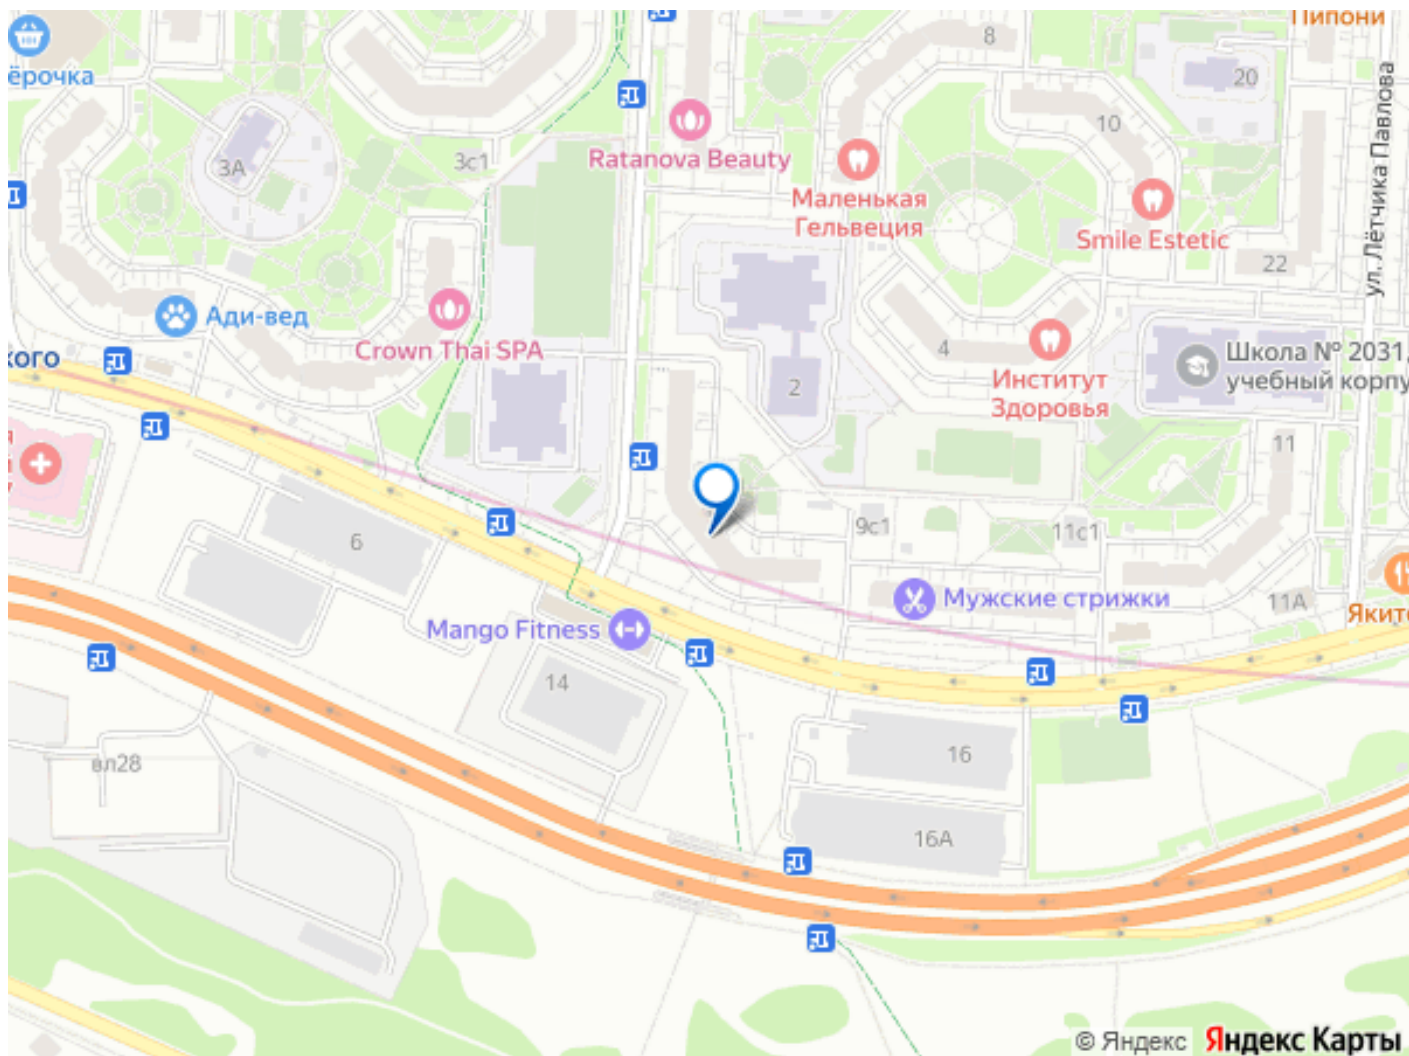 Пипони
8
ёрочка
20
10
3А
3с1
Ratanova Beauty
Маленькая
Гельвеция
Smile Estetic
ул. Лётчика Павлова
22
Ади-вед
Crown Thai SPA
4
кого
2
Институт
Здоровья
Школа № 2031,
учебный корпу
11
6
9с1
11с1
Mango Fitness
Мужские стрижки
11А
Якит
14
16
вл28
16А
© Яндекс Яндекс Карты